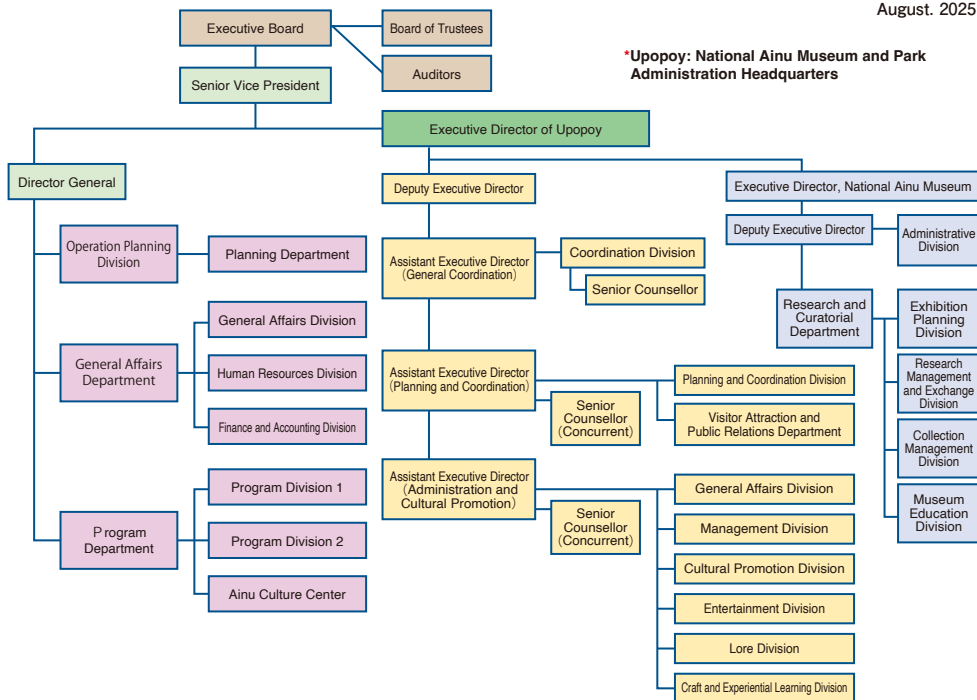 August. 2025
Executive Board
Board of Trustees
Auditors
*Upopoy: National Ainu Museum and Park
Administration Headquarters
Senior Vice President
Executive Director of Upopoy
Director General
Operation Planning
Division
Planning Department
General Affairs
Department
General Affairs Division
Human Resources Division
Finance and Accounting Division
Program
Department
Program Division 1
Program Division 2
Ainu Culture Center
Deputy Executive Director
Assistant Executive Director
(General Coordination)
Coordination Division
Senior Counsellor
Assistant Executive Director
(Planning and Coordination)
Senior
Counsellor
(Concurrent)
Planning and Coordination Division
Visitor Attraction and
Public Relations Department
Assistant Executive Director
(Administration and
Cultural Promotion)
Senior
Counsellor
(Concurrent)
General Affairs Division
Management Division
Cultural Promotion Division
Entertainment Division
Lore Division
Craft and Experiential Learning Division
Executive Director, National Ainu Museum
Deputy Executive Director
Administrative
Division
Research and
Curatorial
Department
Exhibition
Planning
Division
Research
Management
and Exchange
Division
Collection
Management
Division
Museum
Education
Division